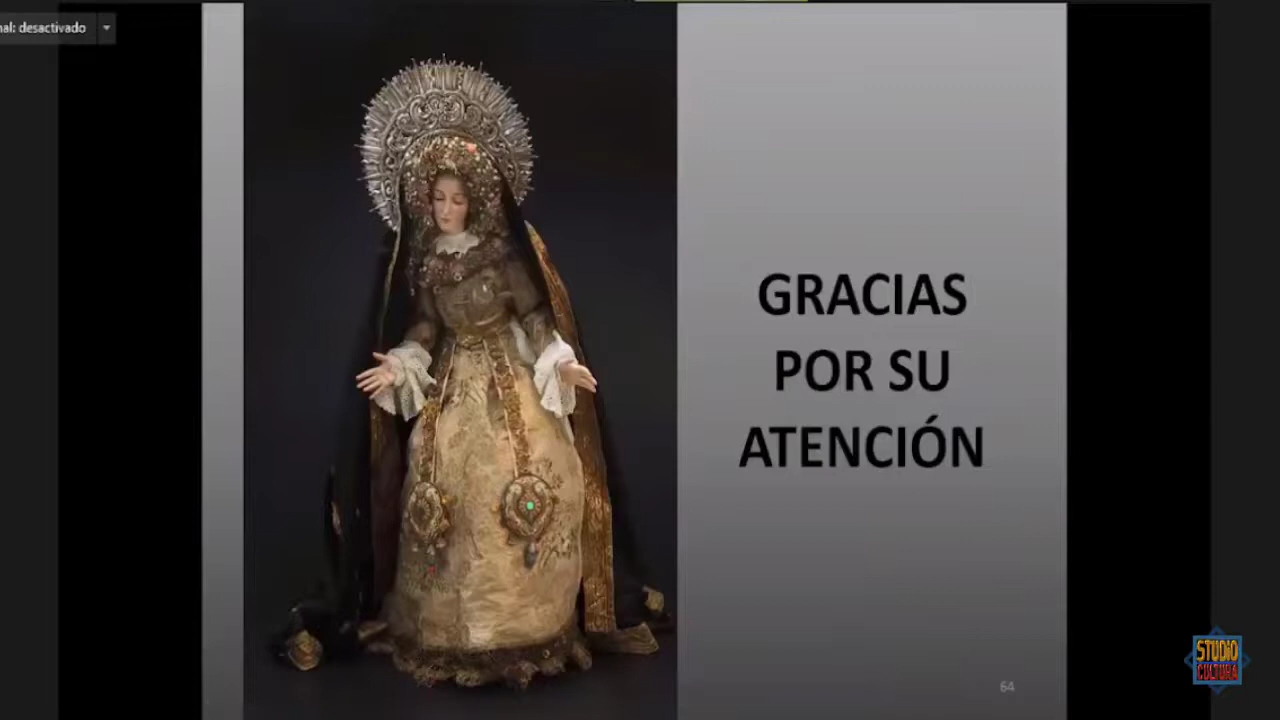 nal: desactivado
GRACIAS
POR SU
ATENCIÓN
64
STUDIO
CULTURA